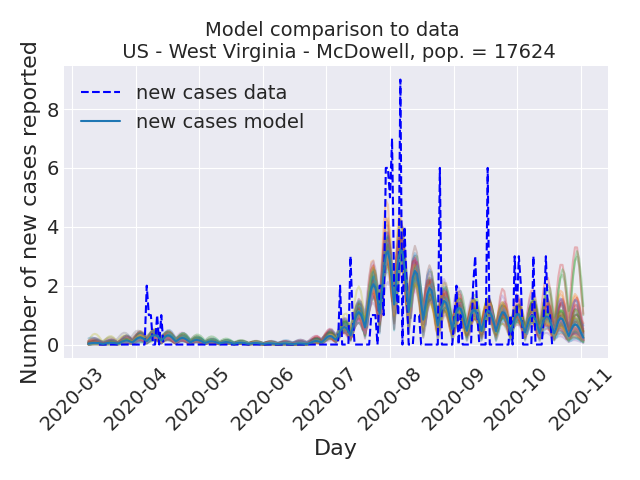 Model comparison to data
US - West Virginia - McDowell, pop. = 17624
new cases data
new cases model
Number of new cases reported
8
6
4
2
0
2020-03
2020-04
2020-05
2020-06
2020-07
2020-08
2020-09
2020-10
2020-11
Day